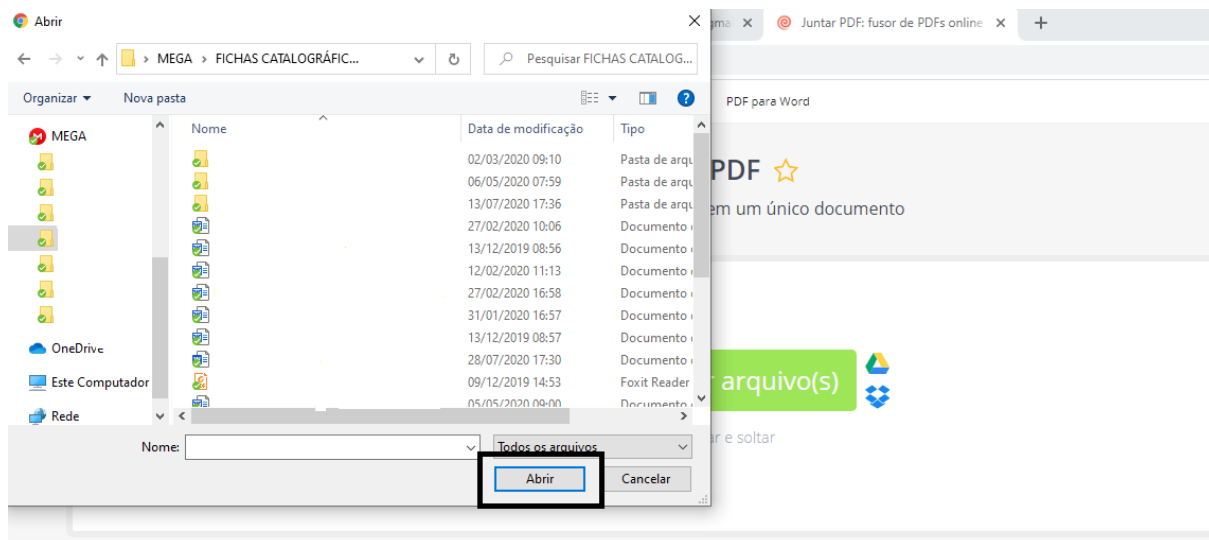 Abrir
gma
Juntar PDF: fusor de PDFs online
MEGA > FICHAS CATALOGRÁFIC...
Pesquisar FICHAS CATALOG...
Organizar
Nova pasta
PDF para Word
MEGA
OneDrive
Este Computador
Rede
Nome Data de modificação Tipo
02/03/2020 09:10 Pasta de arqu
06/05/2020 07:59 Pasta de arqu
13/07/2020 17:36 Pasta de arqu
27/02/2020 10:06 Documento
13/12/2019 08:56 Documento
12/02/2020 11:13 Documento
27/02/2020 16:58 Documento
31/01/2020 16:57 Documento
13/12/2019 08:57 Documento
28/07/2020 17:30 Documento
09/12/2019 14:53 Foxit Reader
05/05/2020 09:00 Documento
Nome:
Todos os arquivos
Abrir
Cancelar
PDF
em um único documento
arquivo(s)
ar e soltar